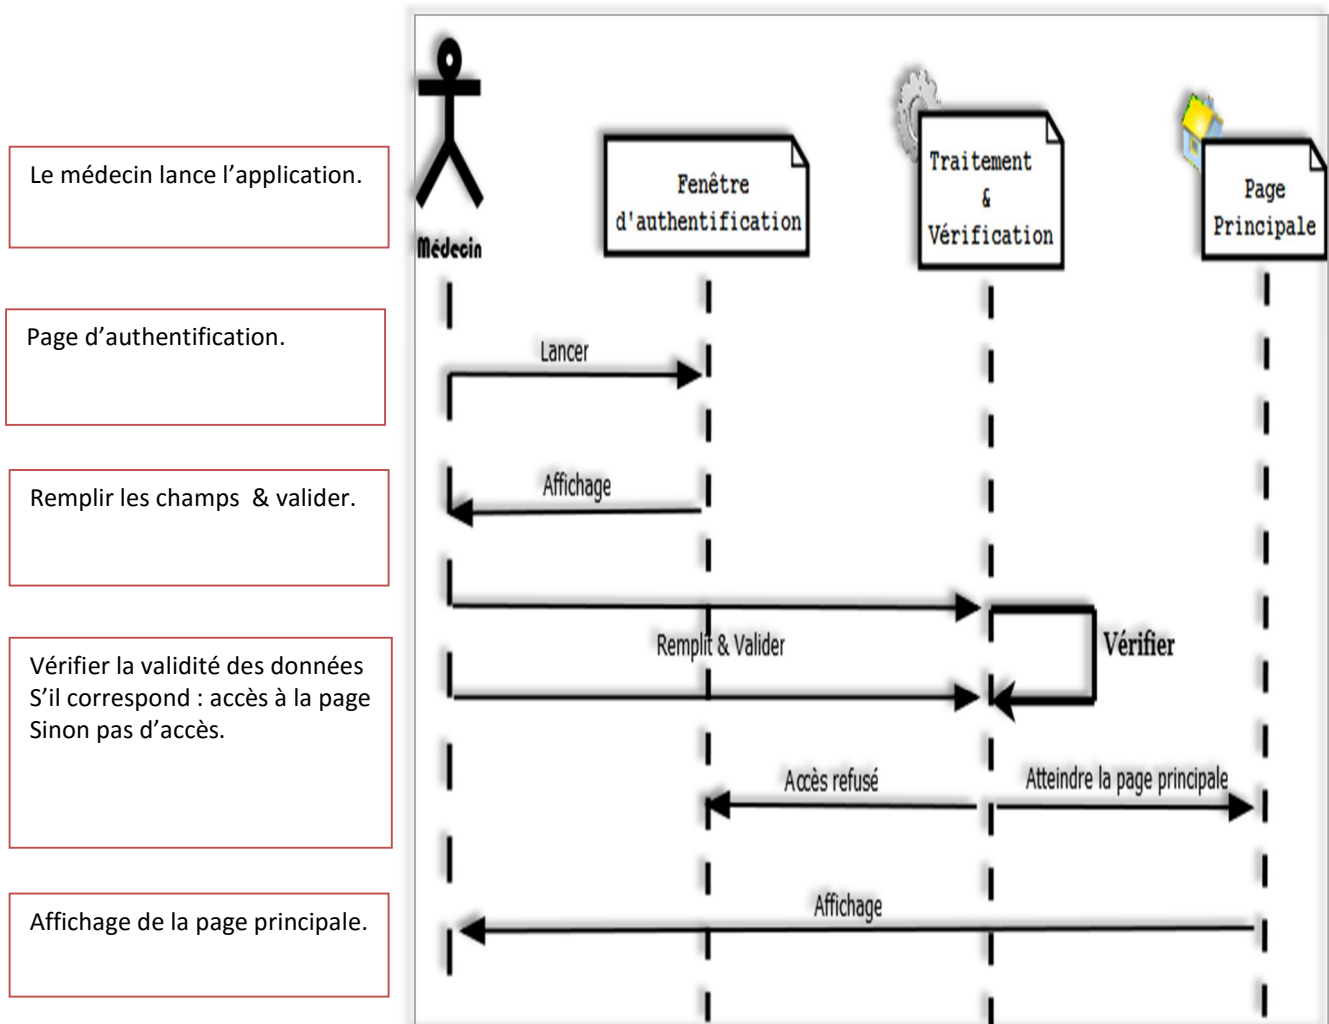 Le médecin lance l’application.
Page d’authentification.
Remplir les champs  & valider.
Vérifier la validité des données
S’il correspond : accès à la page
Sinon pas d’accès.
Affichage de la page principale.
Médecin
Fenêtre
d'authentification
Traitement
&
Vérification
Page
Principale
Lancer
Affichage
Remplit & Valider
Vérifier
Accès refusé
Atteindre la page principale
Affichage